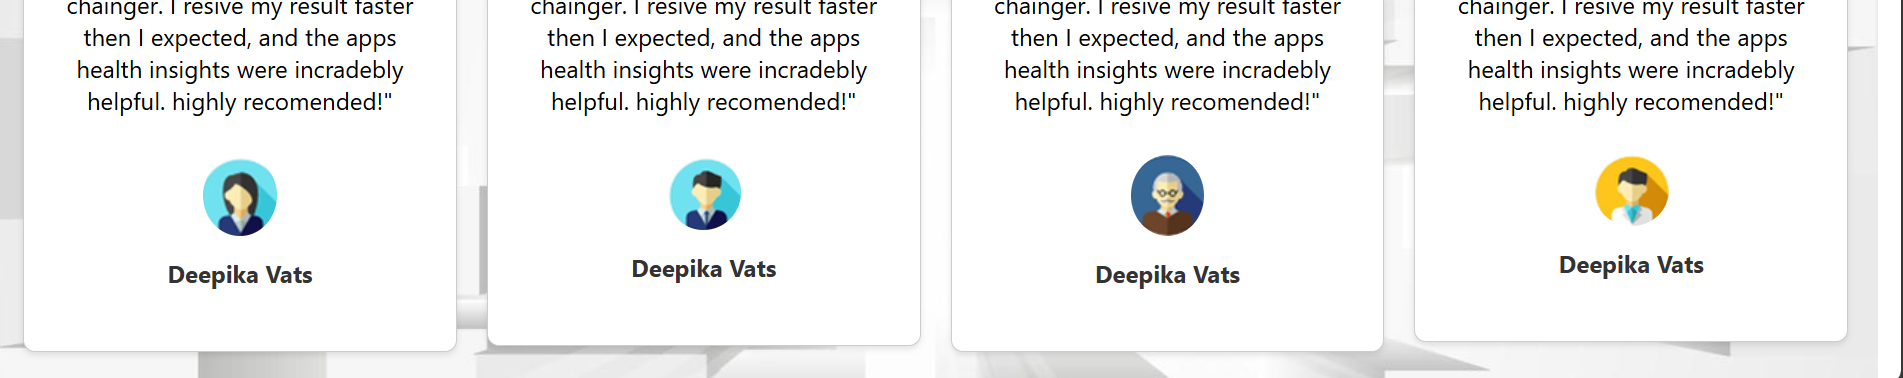 chainger. I resive my result faster
then I expected, and the apps
health insights were incradebly
helpful. highly recomended!"
Deepika Vats
chainger. I resive my result faster
then I expected, and the apps
health insights were incradebly
helpful. highly recomended!"
Deepika Vats
chainger. I resive my result faster
then I expected, and the apps
health insights were incradebly
helpful. highly recomended!"
Deepika Vats
chainger. I resive my result faster
then I expected, and the apps
health insights were incradebly
helpful. highly recomended!"
Deepika Vats